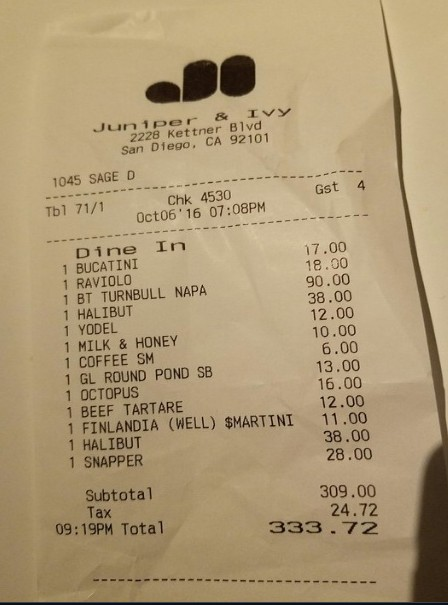 Juniper & Ivy
2228 Kettner Blvd
San Diego, CA 92101
1045 SAGE D
Tbl 71/1 Chk 4530 Gst 4
Oct06'16 07:08PM
Dine In
1 BUCATINI 17.00
1 RAVIOLO 18.00
1 BT TURNBULL NAPA 90.00
1 HALIBUT 38.00
1 YODEL 12.00
1 MILK & HONEY 10.00
1 COFFEE SM 6.00
1 GL ROUND POND SB 13.00
1 OCTOPUS 16.00
1 BEEF TARTARE 12.00
1 FINLANDIA (WELL) $MARTINI 11.00
1 HALIBUT 38.00
1 SNAPPER 28.00
Subtotal 309.00
Tax 24.72
09:19PM Total 333.72